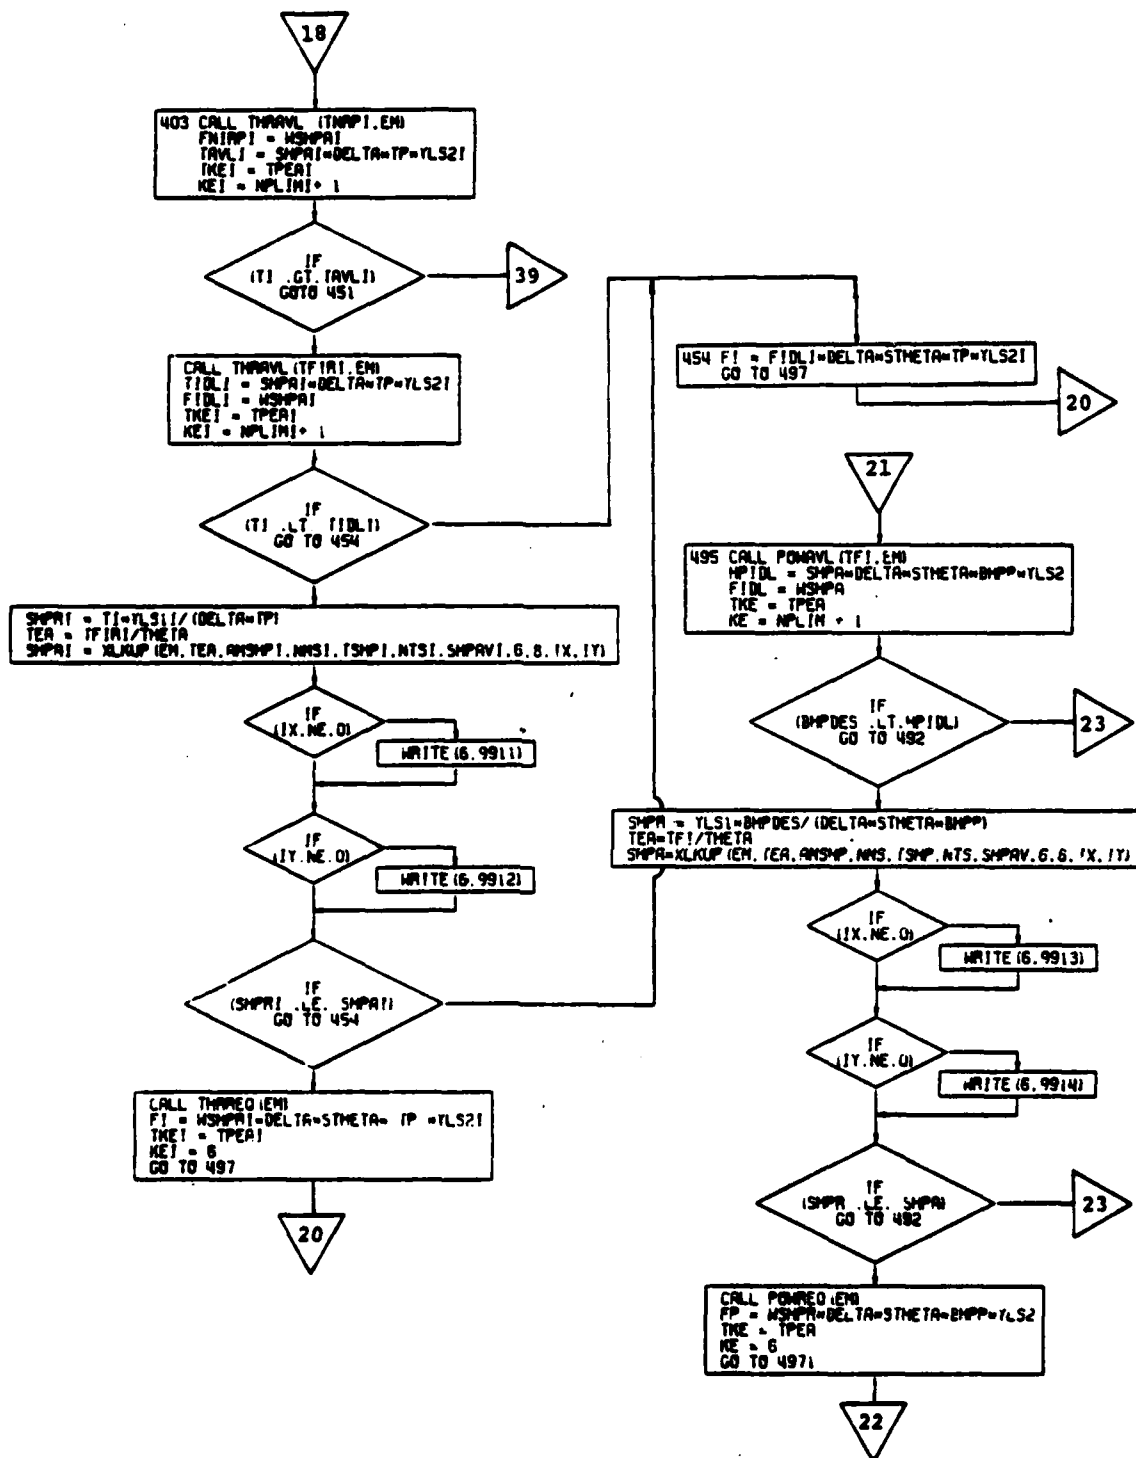 18
403 CALL THRAVL (TNRPI.EM)
FNIRPI = WSHPAI
TAVLI = SHPAI*DELTA*TP*YLS2I
TKEI = TPEAI
KEI = NPLIMI+ 1
IF
(TI .GT. TAVLI)
GOTO 451
39
CALL THRAVL(TFIRI.EM)
TIDLI = SHPAI*DELTA*TP*YLS2I
FIDLI = WSHPAI
TKEI = TPEAI
KEI = NPLIMI+ 1
IF
(TI .LT. TIDLI)
GO TO 454
SHPRI = TI*YLS1I/(DELTA*TP)
TEA = TFIRI/THETA
SHPAI = XLKUP(EM.TEA.AMSHPI.NMSI.TSHPI.NTSI.SHPAVI.6.8.IX.IY)
IF
(IX.NE.0)
WRITE(6.9911)
IF
(IY.NE.0)
WRITE(6.9912)
IF
(SHPRI .LE. SHPAI)
GO TO 454
CALL THRREQ(EM)
FI = WSHPRI*DELTA*STHETA* TP *YLS2I
TKEI = TPEAI
KEI = 6
GO TO 497
20
454 FI = FIDLI*DELTA*STHETA*TP*YLS2I
GO TO 497
20
21
495 CALL POWAVL(TFI.EM)
HPIDL = SHPA*DELTA*STHETA*BHPP*YLS2
FIDL = WSHPA
TKE = TPEA
KE = NPLIM + 1
IF
(BHPDES .LT.HPIDL)
GO TO 492
23
SHPR = YLS1*BHPDES/(DELTA*STHETA*BHPP)
TEA=TFI/THETA
SHPA=XLKUP(EM.TEA.AMSHP.NMS.TSHP.NTS.SHPAV.6.8.IX.IY)
IF
(IX.NE.0)
WRITE(6.9913)
IF
(IY.NE.0)
WRITE(6.9914)
IF
(SHPR .LE. SHPA)
GO TO 492
23
CALL POWREQ(EM)
FP = WSHPR*DELTA*STHETA*BHPP*YLS2
TKE = TPEA
KE = 6
GO TO 4971
22